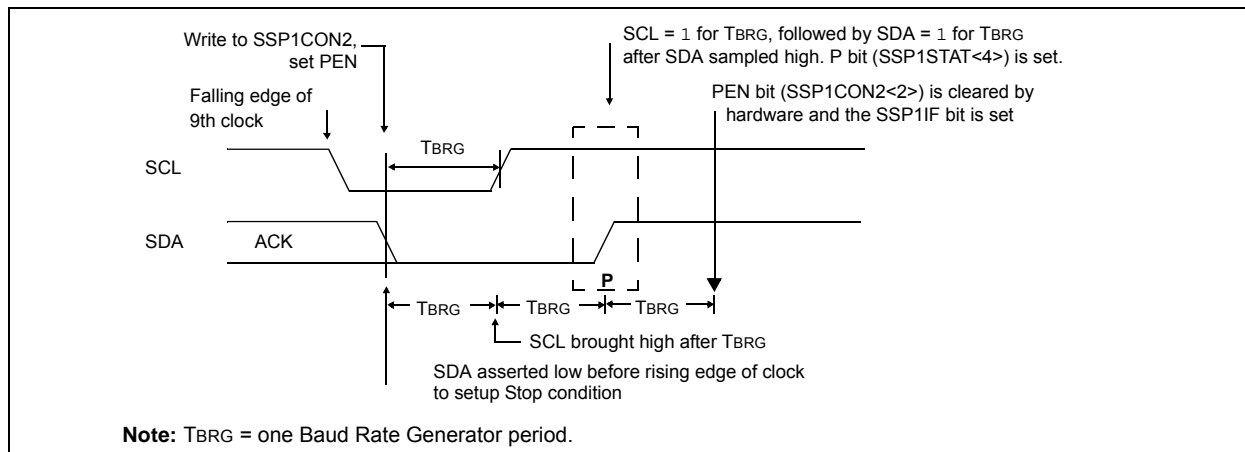 Write to SSP1CON2,
set PEN
SCL = 1 for TBRG, followed by SDA = 1 for TBRG
after SDA sampled high. P bit (SSP1STAT<4>) is set.
Falling edge of
9th clock
PEN bit (SSP1CON2<2>) is cleared by
hardware and the SSP1IF bit is set
TBRG
SCL
SDA
ACK
P
TBRG
TBRG
TBRG
SCL brought high after TBRG
SDA asserted low before rising edge of clock
to setup Stop condition
Note: TBRG = one Baud Rate Generator period.